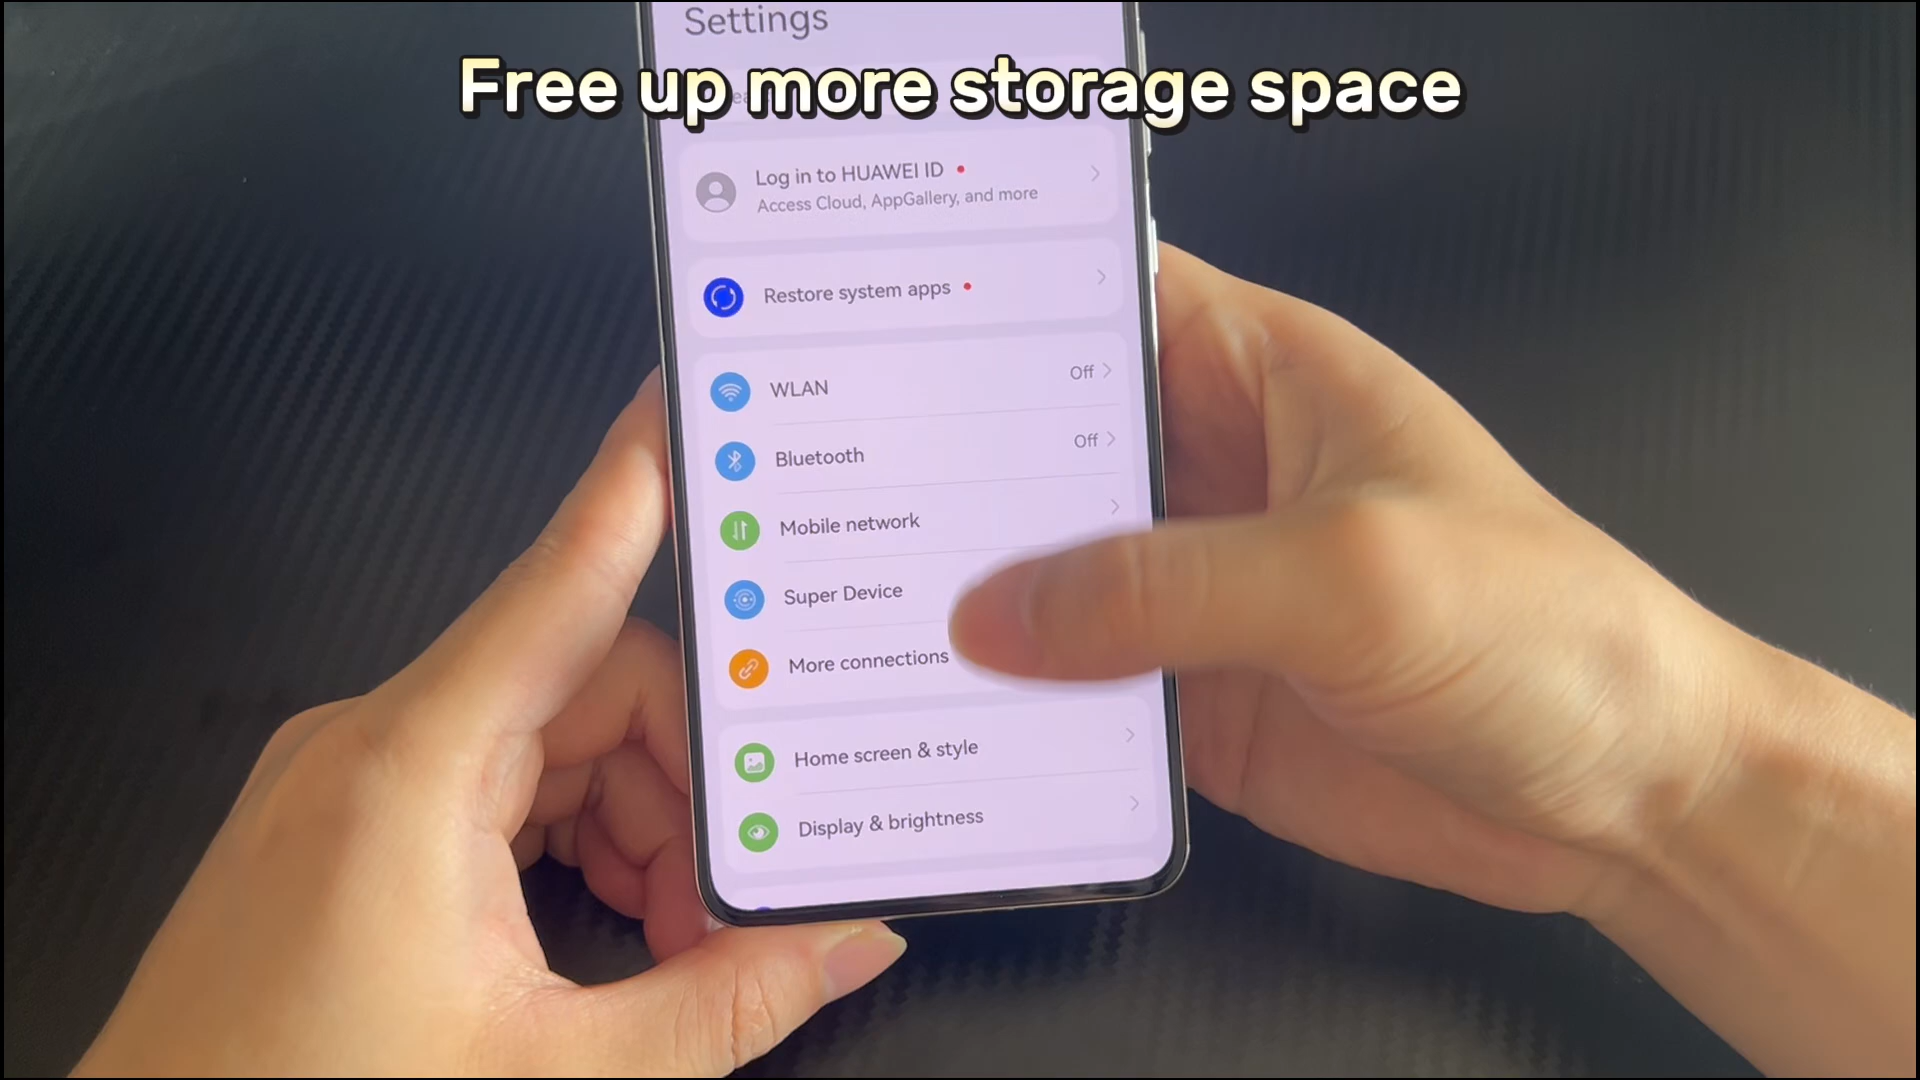 Settings
Free up more storage space
Log in to HUAWEI ID
Access Cloud, AppGallery, and more
Restore system apps
WLAN Off
Bluetooth Off
Mobile network
Super Device
More connections
Home screen & style
Display & brightness